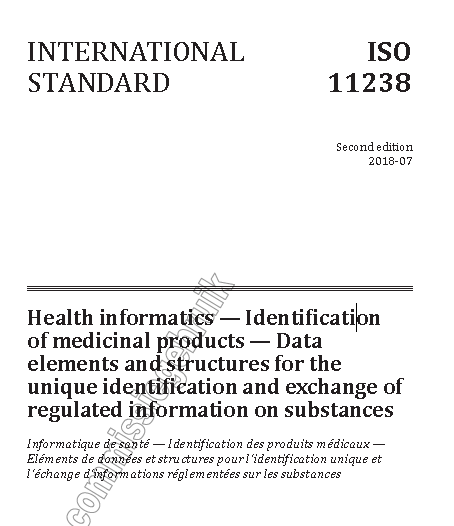 INTERNATIONAL
STANDARD
ISO
11238
Second edition
2018-07
Health informatics — Identification
of medicinal products — Data
elements and structures for the
unique identification and exchange of
regulated information on substances
Informatique de santé — Identification des produits médicaux —
Eléments de données et structures pour l'identification unique et
l'échange d'informations réglementées sur les substances
commissiegebruik